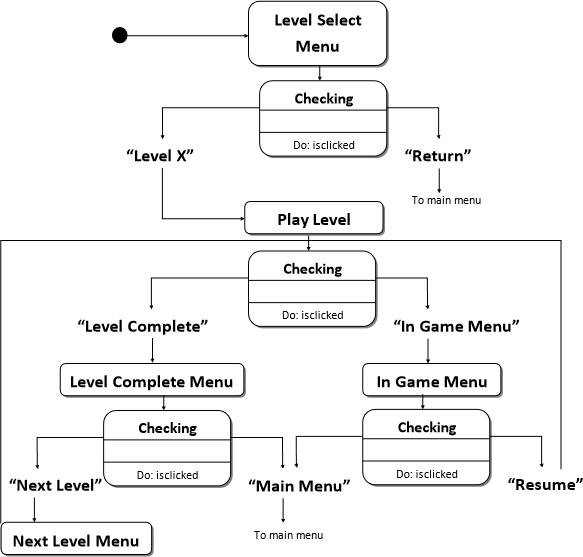 Level Select
Menu
Checking
Do: isclicked
“Level X”
“Return”
To main menu
Play Level
Checking
Do: isclicked
“Level Complete”
“In Game Menu”
Level Complete Menu
In Game Menu
Checking
Do: isclicked
Checking
Do: isclicked
“Next Level”
“Main Menu”
“Resume”
Next Level Menu
To main menu